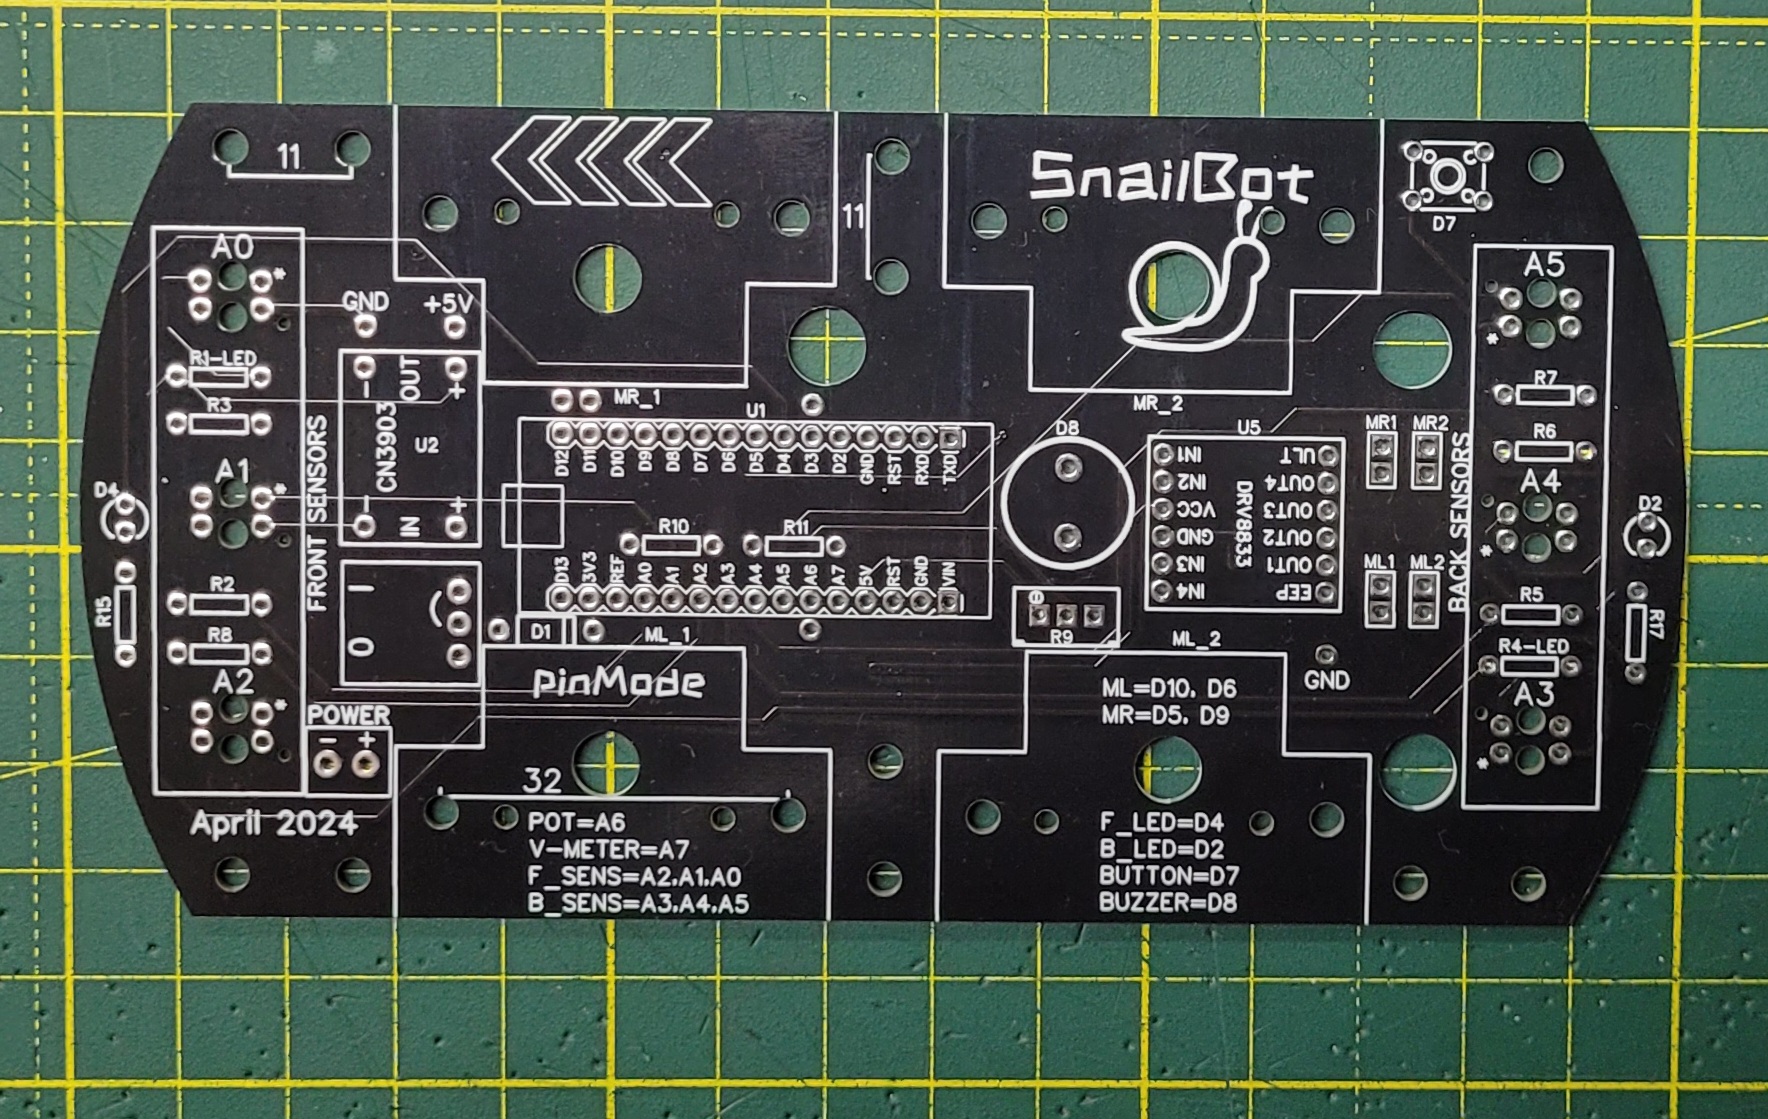 11
SnailBot
11
D7
A0
A5
GND
+5V
R1-LED
- OUT +
R7
R3
MR_1
MR_2
U1
D8
U5
MR1
MR2
CN3903
U2
FRONT SENSORS
D12 D11 D10 D9 D8 D7 D6 D5 D4 D3 D2 GND RST RXD TXD
IN1
IN2
VCC
GND
IN3
IN4
DRV8833
ULT
OUT4
OUT3
OUT2
OUT1
EEP
R6
BACK SENSORS
A1
A4
D4
D2
- IN +
R10
R11
ML1
ML2
D13 3V3 REF A0 A1 A2 A3 A4 A5 A6 A7 5V RST GND VIN
R2
R5
R15
R17
I
O
R8
D1
ML_1
R9
ML_2
R4-LED
A2
pinMode
GND
A3
ML=D10, D6
MR=D5, D9
POWER
- +
32
April 2024
POT=A6
V-METER=A7
F_SENS=A2,A1,A0
B_SENS=A3,A4,A5
F_LED=D4
B_LED=D2
BUTTON=D7
BUZZER=D8